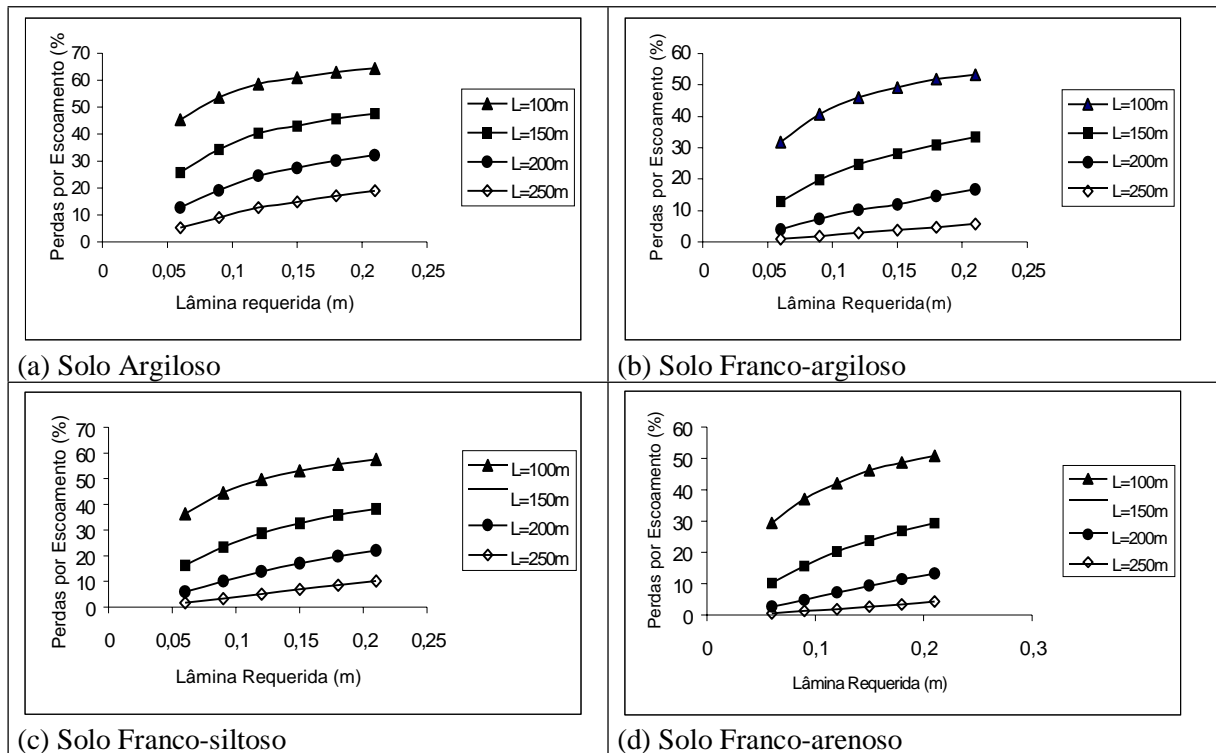 Perdas por Escoamento (%
70
60
50
40
30
20
10
0
0 0,05 0,1 0,15 0,2 0,25
Lâmina requerida (m)
L=100m
L=150m
L=200m
L=250m
(a) Solo Argiloso
Perdas por Escoamento (%)
60
50
40
30
20
10
0
0 0,05 0,1 0,15 0,2 0,25
Lâmina Requerida(m)
L=100m
L=150m
L=200m
L=250m
(b) Solo Franco-argiloso
Perdas por Escoamento (%)
70
60
50
40
30
20
10
0
0 0,05 0,1 0,15 0,2 0,25
Lâmina Requerida (m)
L=100m
L=150m
L=200m
L=250m
(c) Solo Franco-siltoso
Perdas por Escoamento (%)
60
50
40
30
20
10
0
0 0,1 0,2 0,3
Lâmina Requerida (m)
L=100m
L=150m
L=200m
L=250m
(d) Solo Franco-arenoso